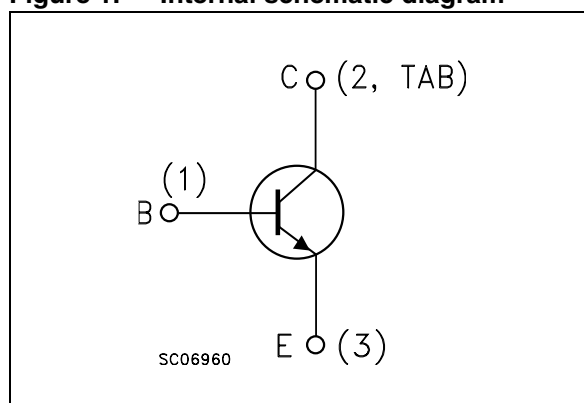 Figure 1. Internal schematic diagram
C (2, TAB)
(1)
B
E (3)
SC06960